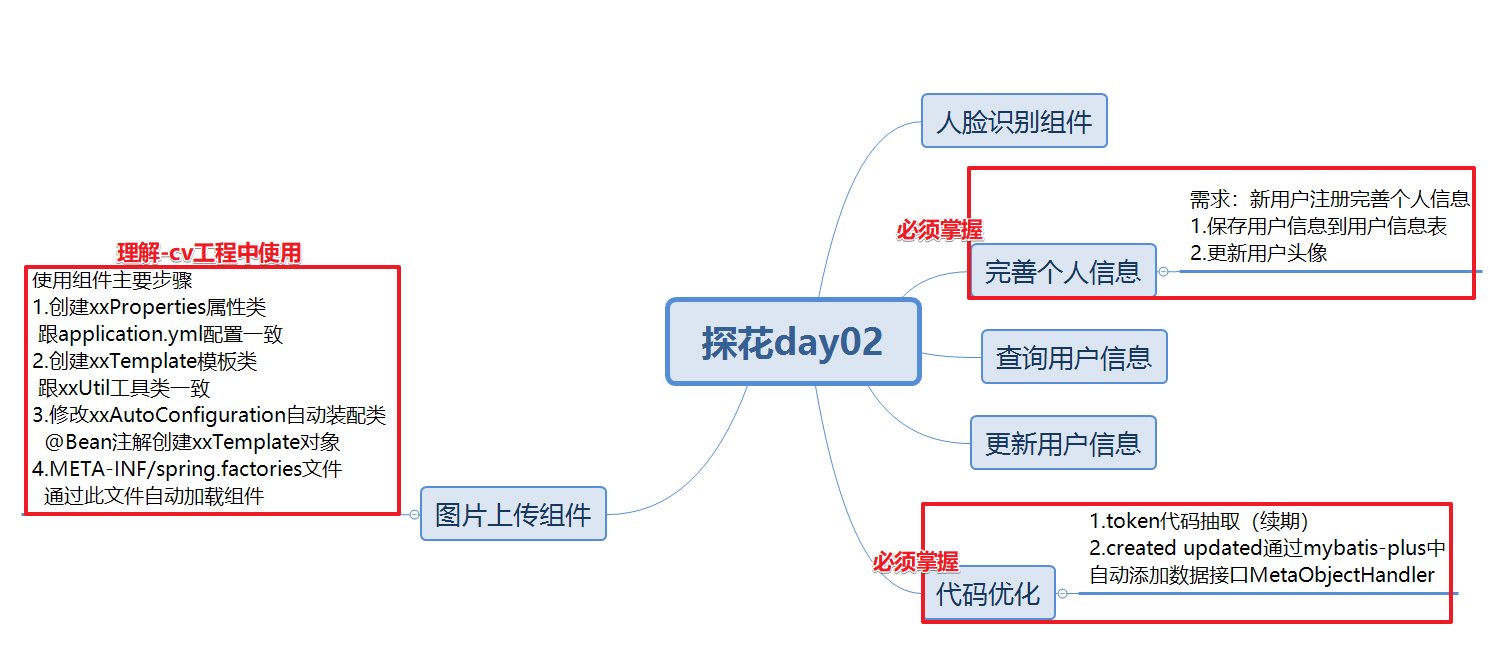 探花day02
人脸识别组件
必须掌握
完善个人信息
需求：新用户注册完善个人信息
1.保存用户信息到用户信息表
2.更新用户头像
查询用户信息
更新用户信息
必须掌握
代码优化
1.token代码抽取（续期）
2.created updated通过mybatis-plus中
自动添加数据接口MetaObjectHandler
图片上传组件
理解-cv工程中使用
使用组件主要步骤
1.创建xxProperties属性类
跟application.yml配置一致
2.创建xxTemplate模板类
跟xxUtil工具类一致
3.修改xxAutoConfiguration自动装配类
@Bean注解创建xxTemplate对象
4.META-INF/spring.factories文件
通过此文件自动加载组件